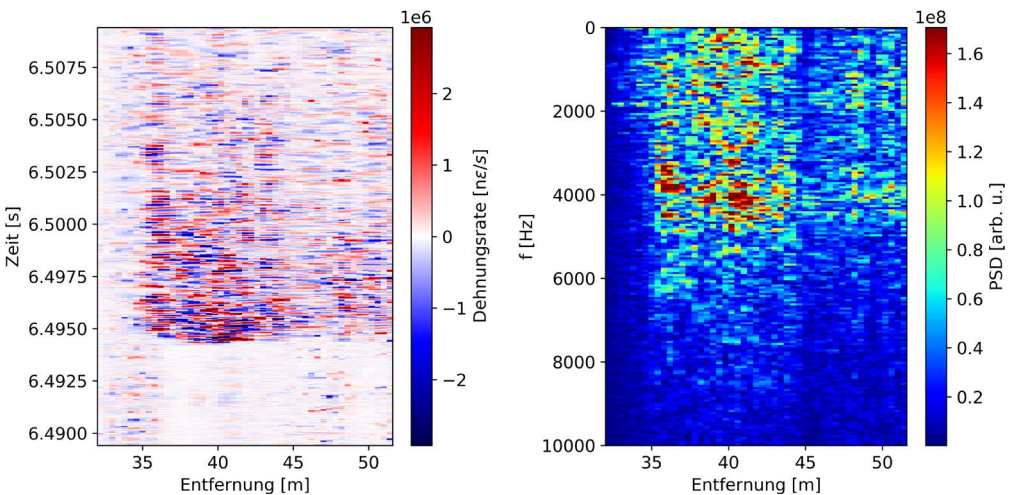 1e6
6.5075
6.5050
6.5025
6.5000
6.4975
6.4950
6.4925
6.4900
Zeit [s]
35 40 45 50
Entfernung [m]
2
1
0
−1
−2
Dehnungsrate [nε/s]
1e8
0
2000
4000
6000
8000
10000
f [Hz]
35 40 45 50
Entfernung [m]
1.6
1.4
1.2
1.0
0.8
0.6
0.4
0.2
PSD [arb. u.]